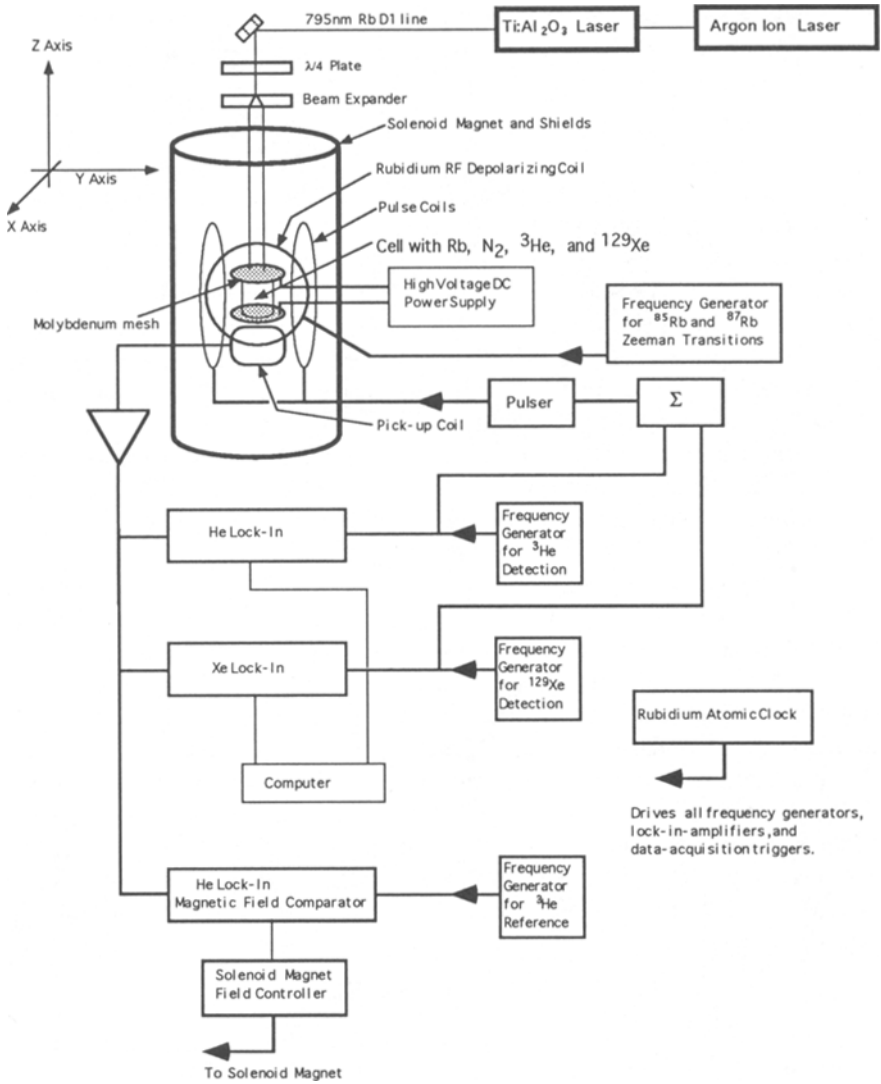 795nm Rb D1 line
Ti:Al2O3 Laser
Argon Ion Laser
Z Axis
λ/4 Plate
Beam Expander
Solenoid Magnet and Shields
Y Axis
Rubidium RF Depolarizing Coil
X Axis
Pulse Coils
Cell with Rb, N2, 3He, and 129Xe
High Voltage DC
Power Supply
Molybdenum mesh
Frequency Generator
for 85Rb and 87Rb
Zeeman Transitions
Pulser
Σ
Pick-up Coil
He Lock-In
Frequency
Generator
for 3He
Detection
Xe Lock-In
Frequency
Generator
for 129Xe
Detection
Rubidium Atomic Clock
Computer
Drives all frequency generators,
lock-in-amplifiers, and
data-acquisition triggers.
He Lock-In
Magnetic Field Comparator
Frequency
Generator
for 3He
Reference
Solenoid Magnet
Field Controller
To Solenoid Magnet